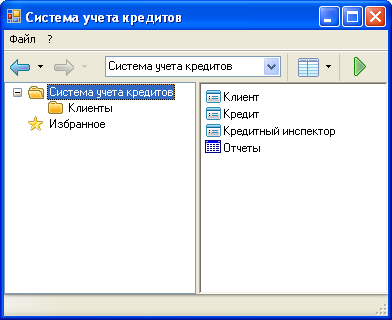 Система учета кредитов
Файл ?
Система учета кредитов
Система учета кредитов
Клиенты
Избранное
Клиент
Кредит
Кредитный инспектор
Отчеты